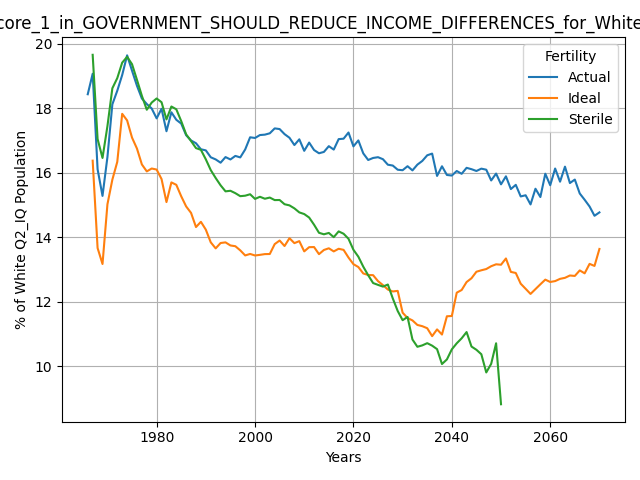 core_1_in_GOVERNMENT_SHOULD_REDUCE_INCOME_DIFFERENCES_for_White
20
18
16
14
12
10
% of White Q2_IQ Population
Fertility
Actual
Ideal
Sterile
1980
2000
2020
2040
2060
Years